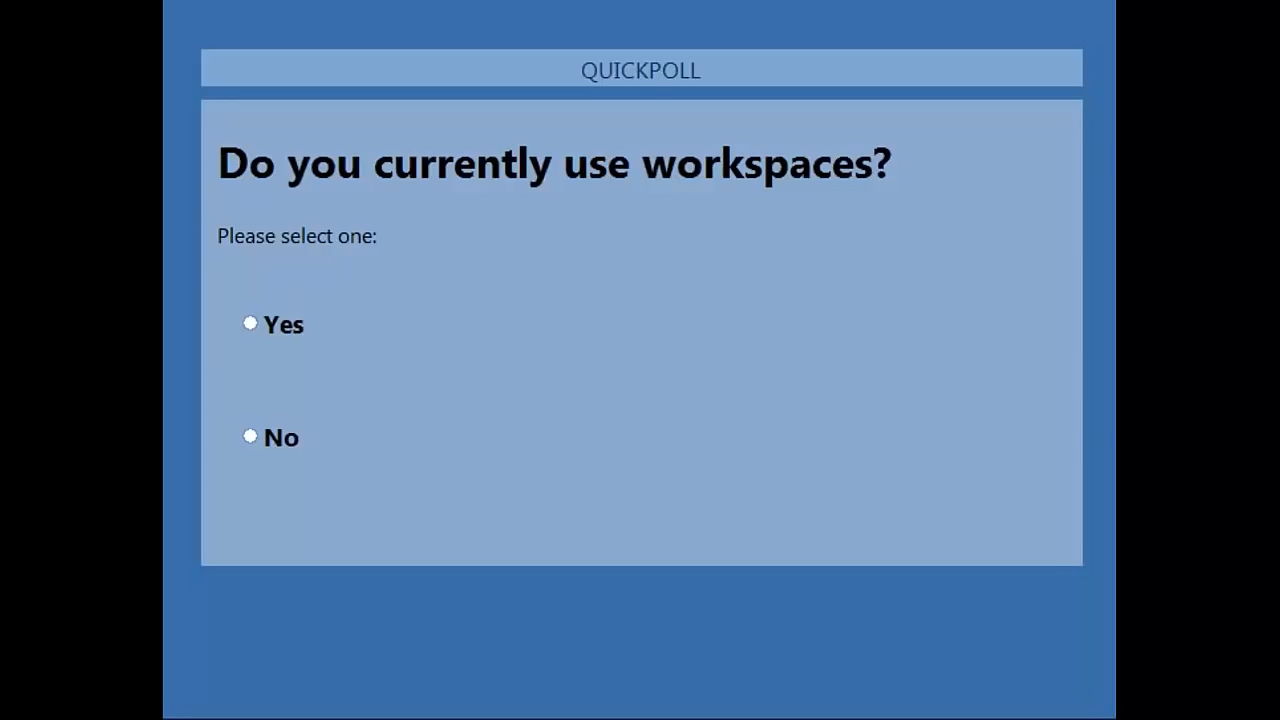 QUICKPOLL
Do you currently use workspaces?
Please select one:
Yes
No